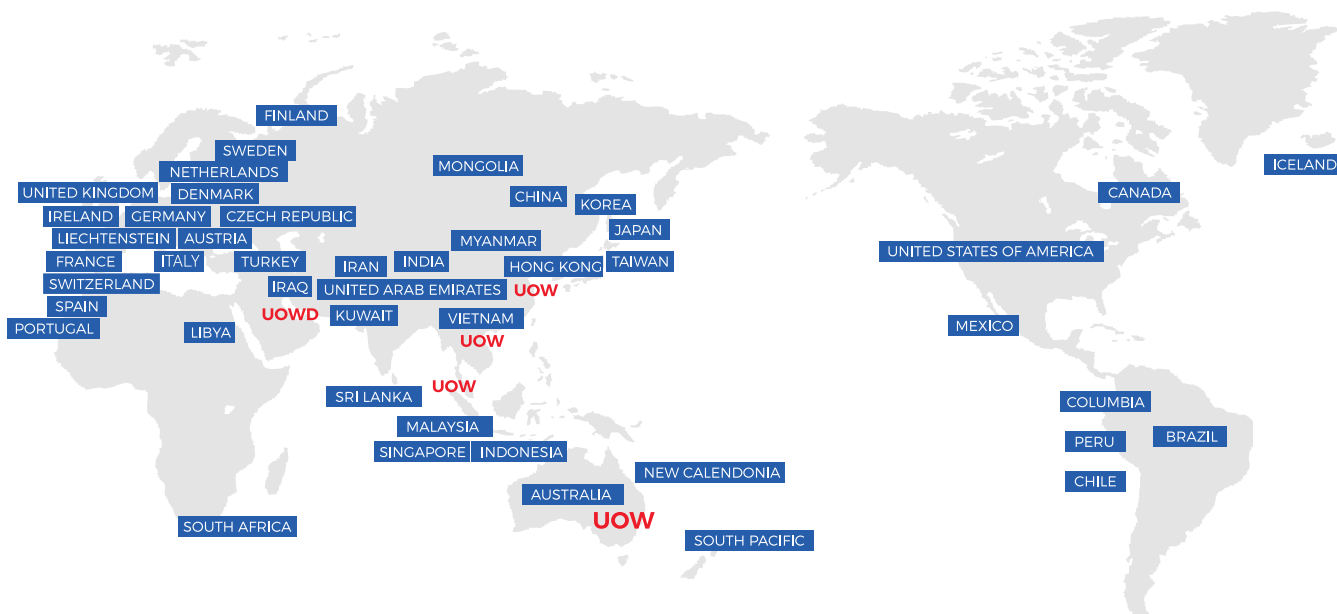 FINLAND
SWEDEN
MONGOLIA
ICELAND
NETHERLANDS
UNITED KINGDOM
DENMARK
CHINA
CANADA
KOREA
IRELAND
GERMANY
CZECH REPUBLIC
JAPAN
LIECHTENSTEIN
AUSTRIA
MYANMAR
UNITED STATES OF AMERICA
FRANCE
ITALY
TURKEY
IRAN
INDIA
HONG KONG
TAIWAN
SWITZERLAND
IRAQ
UNITED ARAB EMIRATES
UOW
SPAIN
UOWD
KUWAIT
VIETNAM
PORTUGAL
LIBYA
MEXICO
UOW
UOW
SRI LANKA
COLUMBIA
MALAYSIA
PERU
BRAZIL
SINGAPORE
INDONESIA
NEW CALENDONIA
CHILE
AUSTRALIA
UOW
SOUTH AFRICA
SOUTH PACIFIC